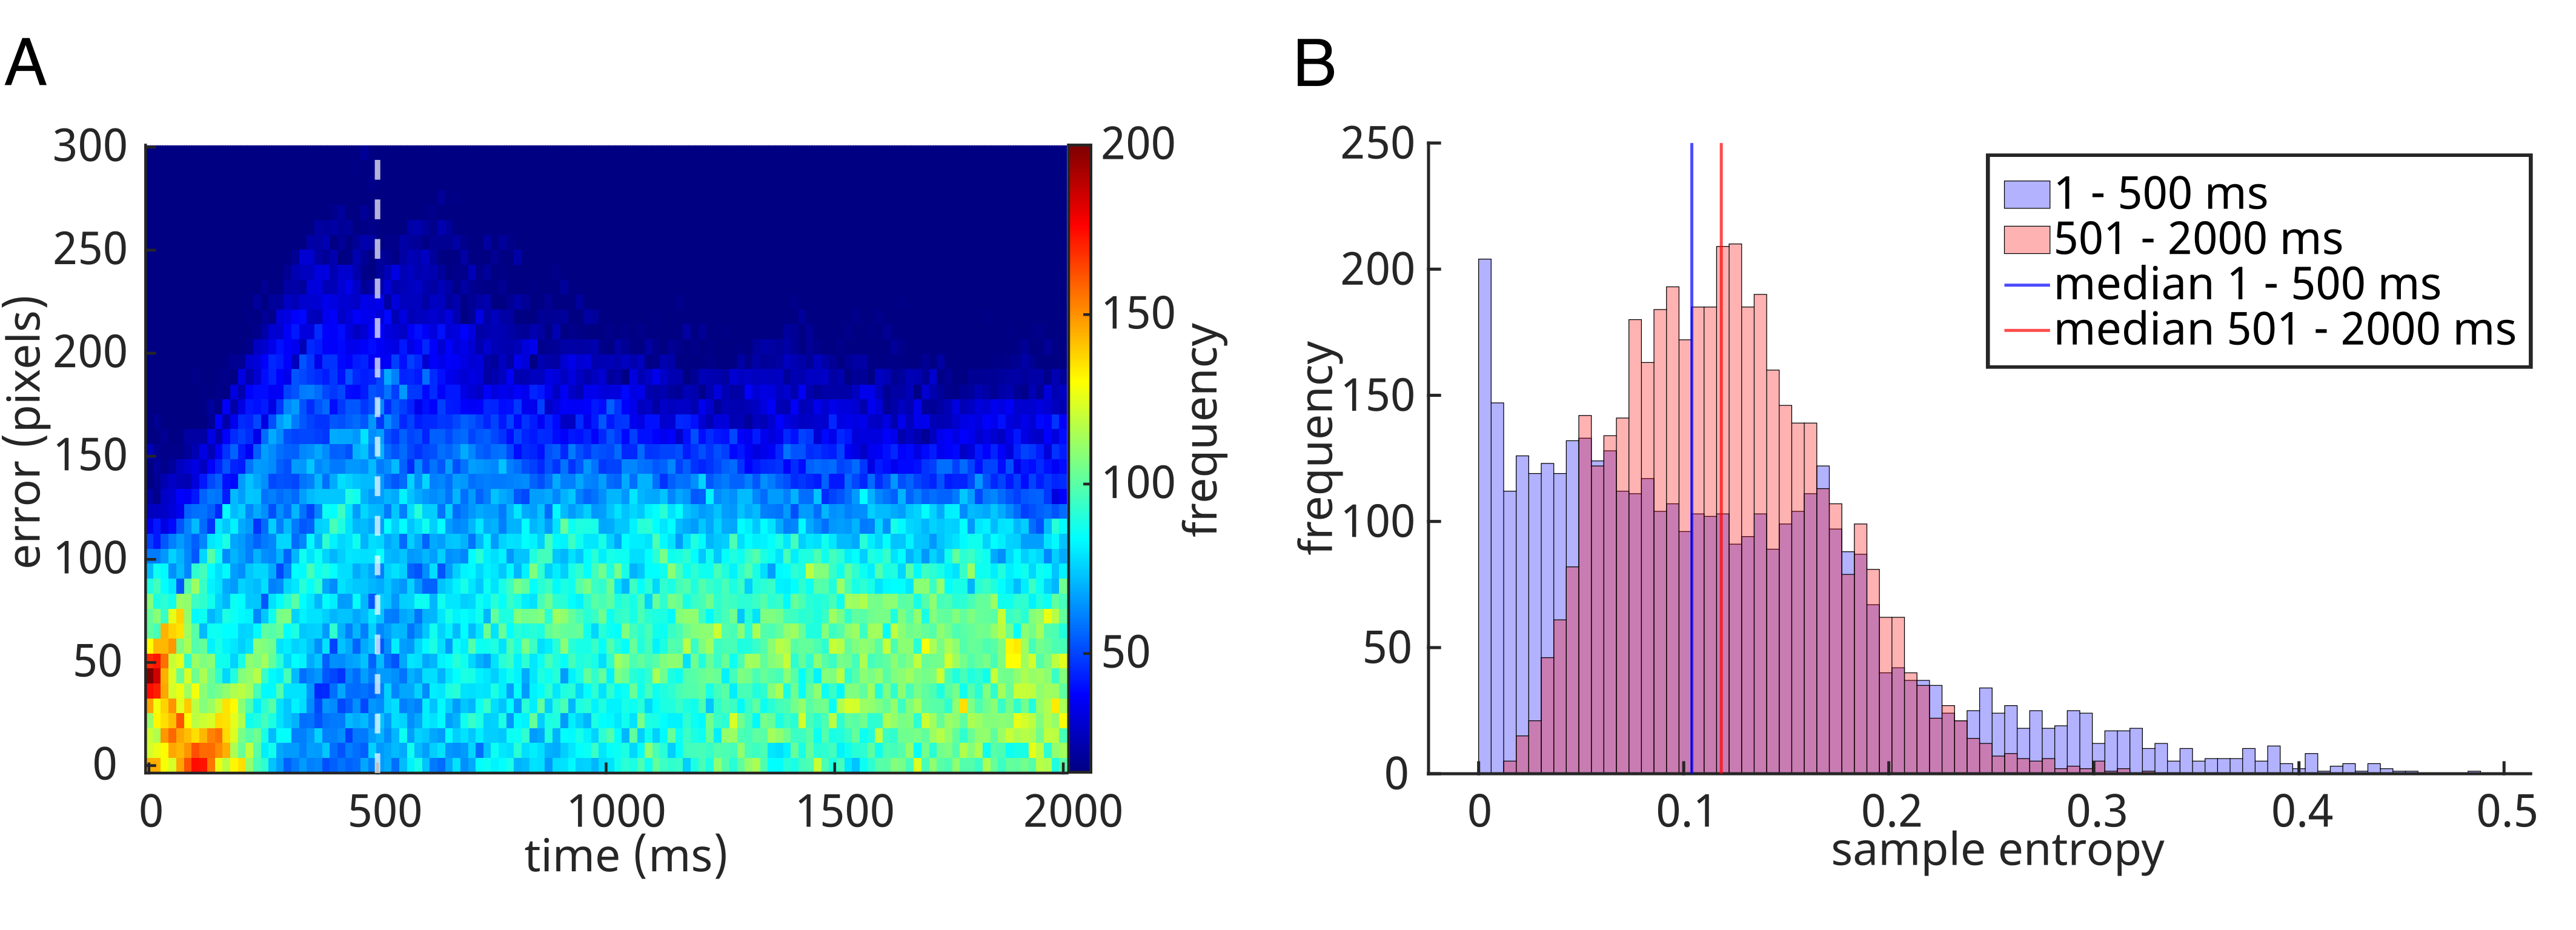 A
300
250
200
150
100
50
0
error (pixels)
0
500
1000
1500
2000
time (ms)
200
150
100
50
frequency
B
250
200
150
100
50
0
frequency
0
0.1
0.2
0.3
0.4
0.5
sample entropy
1 - 500 ms
501 - 2000 ms
median 1 - 500 ms
median 501 - 2000 ms